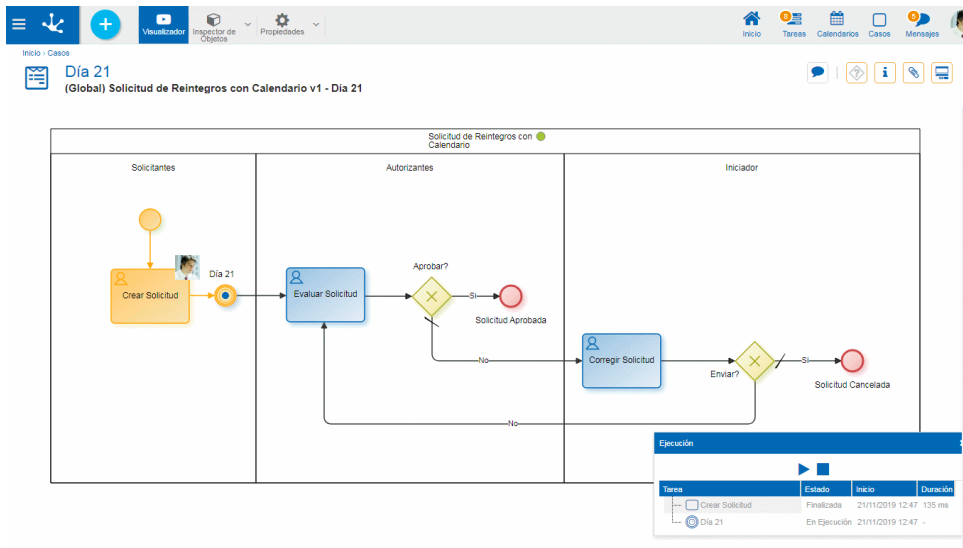 Visualizador
Inspector de
Objetos
Propiedades
Inicio
8
Tareas
Calendarios
Casos
5
Mensajes
Inicio › Casos
Día 21
(Global) Solicitud de Reintegros con Calendario v1 - Día 21
Solicitud de Reintegros con
Calendario
Solicitantes
Autorizantes
Iniciador
Crear Solicitud
Día 21
Evaluar Solicitud
Aprobar?
Si
Solicitud Aprobada
No
Corregir Solicitud
Enviar?
Si
Solicitud Cancelada
No
Ejecución
Tarea Estado Inicio Duración
Crear Solicitud Finalizada 21/11/2019 12:47 135 ms
Día 21 En Ejecución 21/11/2019 12:47 -